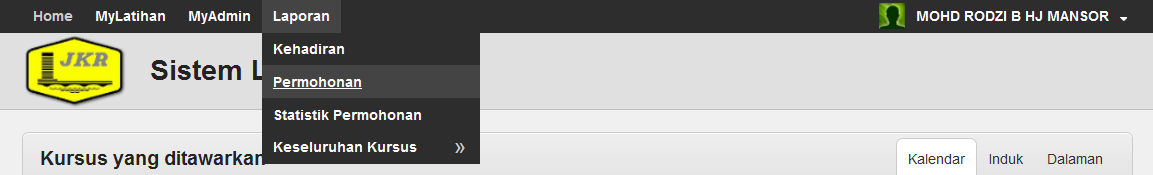 Home MyLatihan MyAdmin Laporan MOHD RODZI B HJ MANSOR
Kehadiran
JKR
Sistem L
Permohonan
Statistik Permohonan
Keseluruhan Kursus »
Kursus yang ditawarkan
Kalendar Induk Dalaman